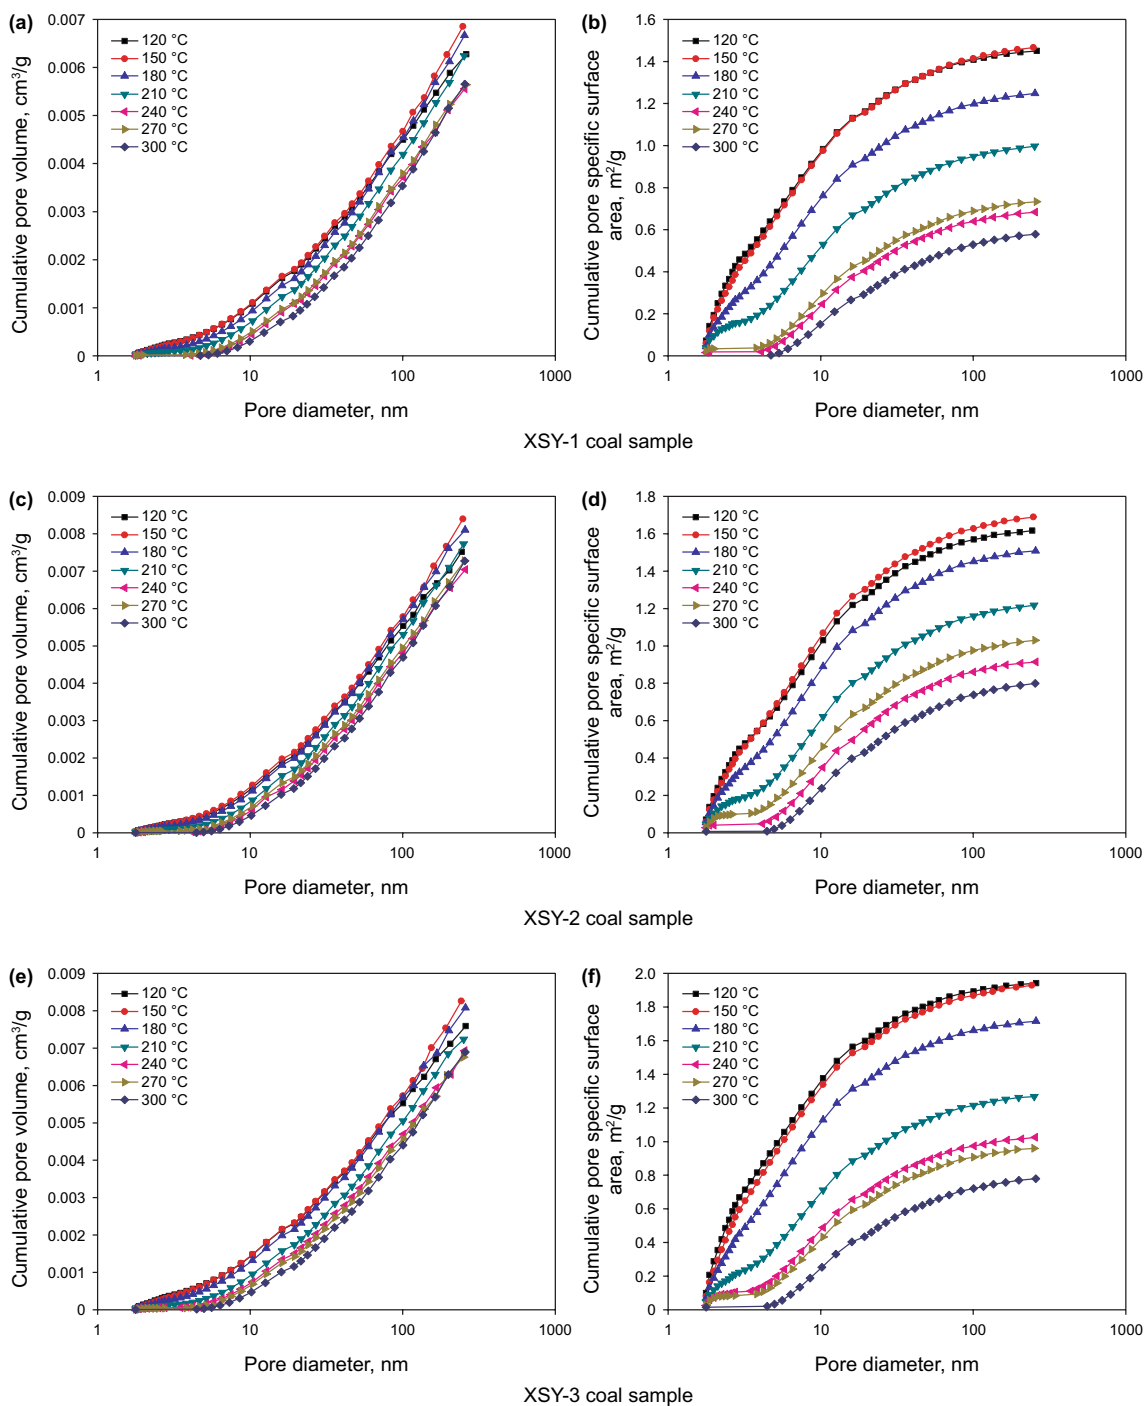 (a)
0.007
0.006
0.005
0.004
0.003
0.002
0.001
0
Cumulative pore volume, cm³/g
120 °C
150 °C
180 °C
210 °C
240 °C
270 °C
300 °C
1
10
100
1000
Pore diameter, nm
(b)
1.6
1.4
1.2
1.0
0.8
0.6
0.4
0.2
0
Cumulative pore specific surface
area, m²/g
120 °C
150 °C
180 °C
210 °C
240 °C
270 °C
300 °C
1
10
100
1000
Pore diameter, nm
XSY-1 coal sample
(c)
0.009
0.008
0.007
0.006
0.005
0.004
0.003
0.002
0.001
0
Cumulative pore volume, cm³/g
120 °C
150 °C
180 °C
210 °C
240 °C
270 °C
300 °C
1
10
100
1000
Pore diameter, nm
(d)
1.8
1.6
1.4
1.2
1.0
0.8
0.6
0.4
0.2
0
Cumulative pore specific surface
area, m²/g
120 °C
150 °C
180 °C
210 °C
240 °C
270 °C
300 °C
1
10
100
1000
Pore diameter, nm
XSY-2 coal sample
(e)
0.009
0.008
0.007
0.006
0.005
0.004
0.003
0.002
0.001
0
Cumulative pore volume, cm³/g
120 °C
150 °C
180 °C
210 °C
240 °C
270 °C
300 °C
1
10
100
1000
Pore diameter, nm
(f)
2.0
1.8
1.6
1.4
1.2
1.0
0.8
0.6
0.4
0.2
0
Cumulative pore specific surface
area, m²/g
120 °C
150 °C
180 °C
210 °C
240 °C
270 °C
300 °C
1
10
100
1000
Pore diameter, nm
XSY-3 coal sample